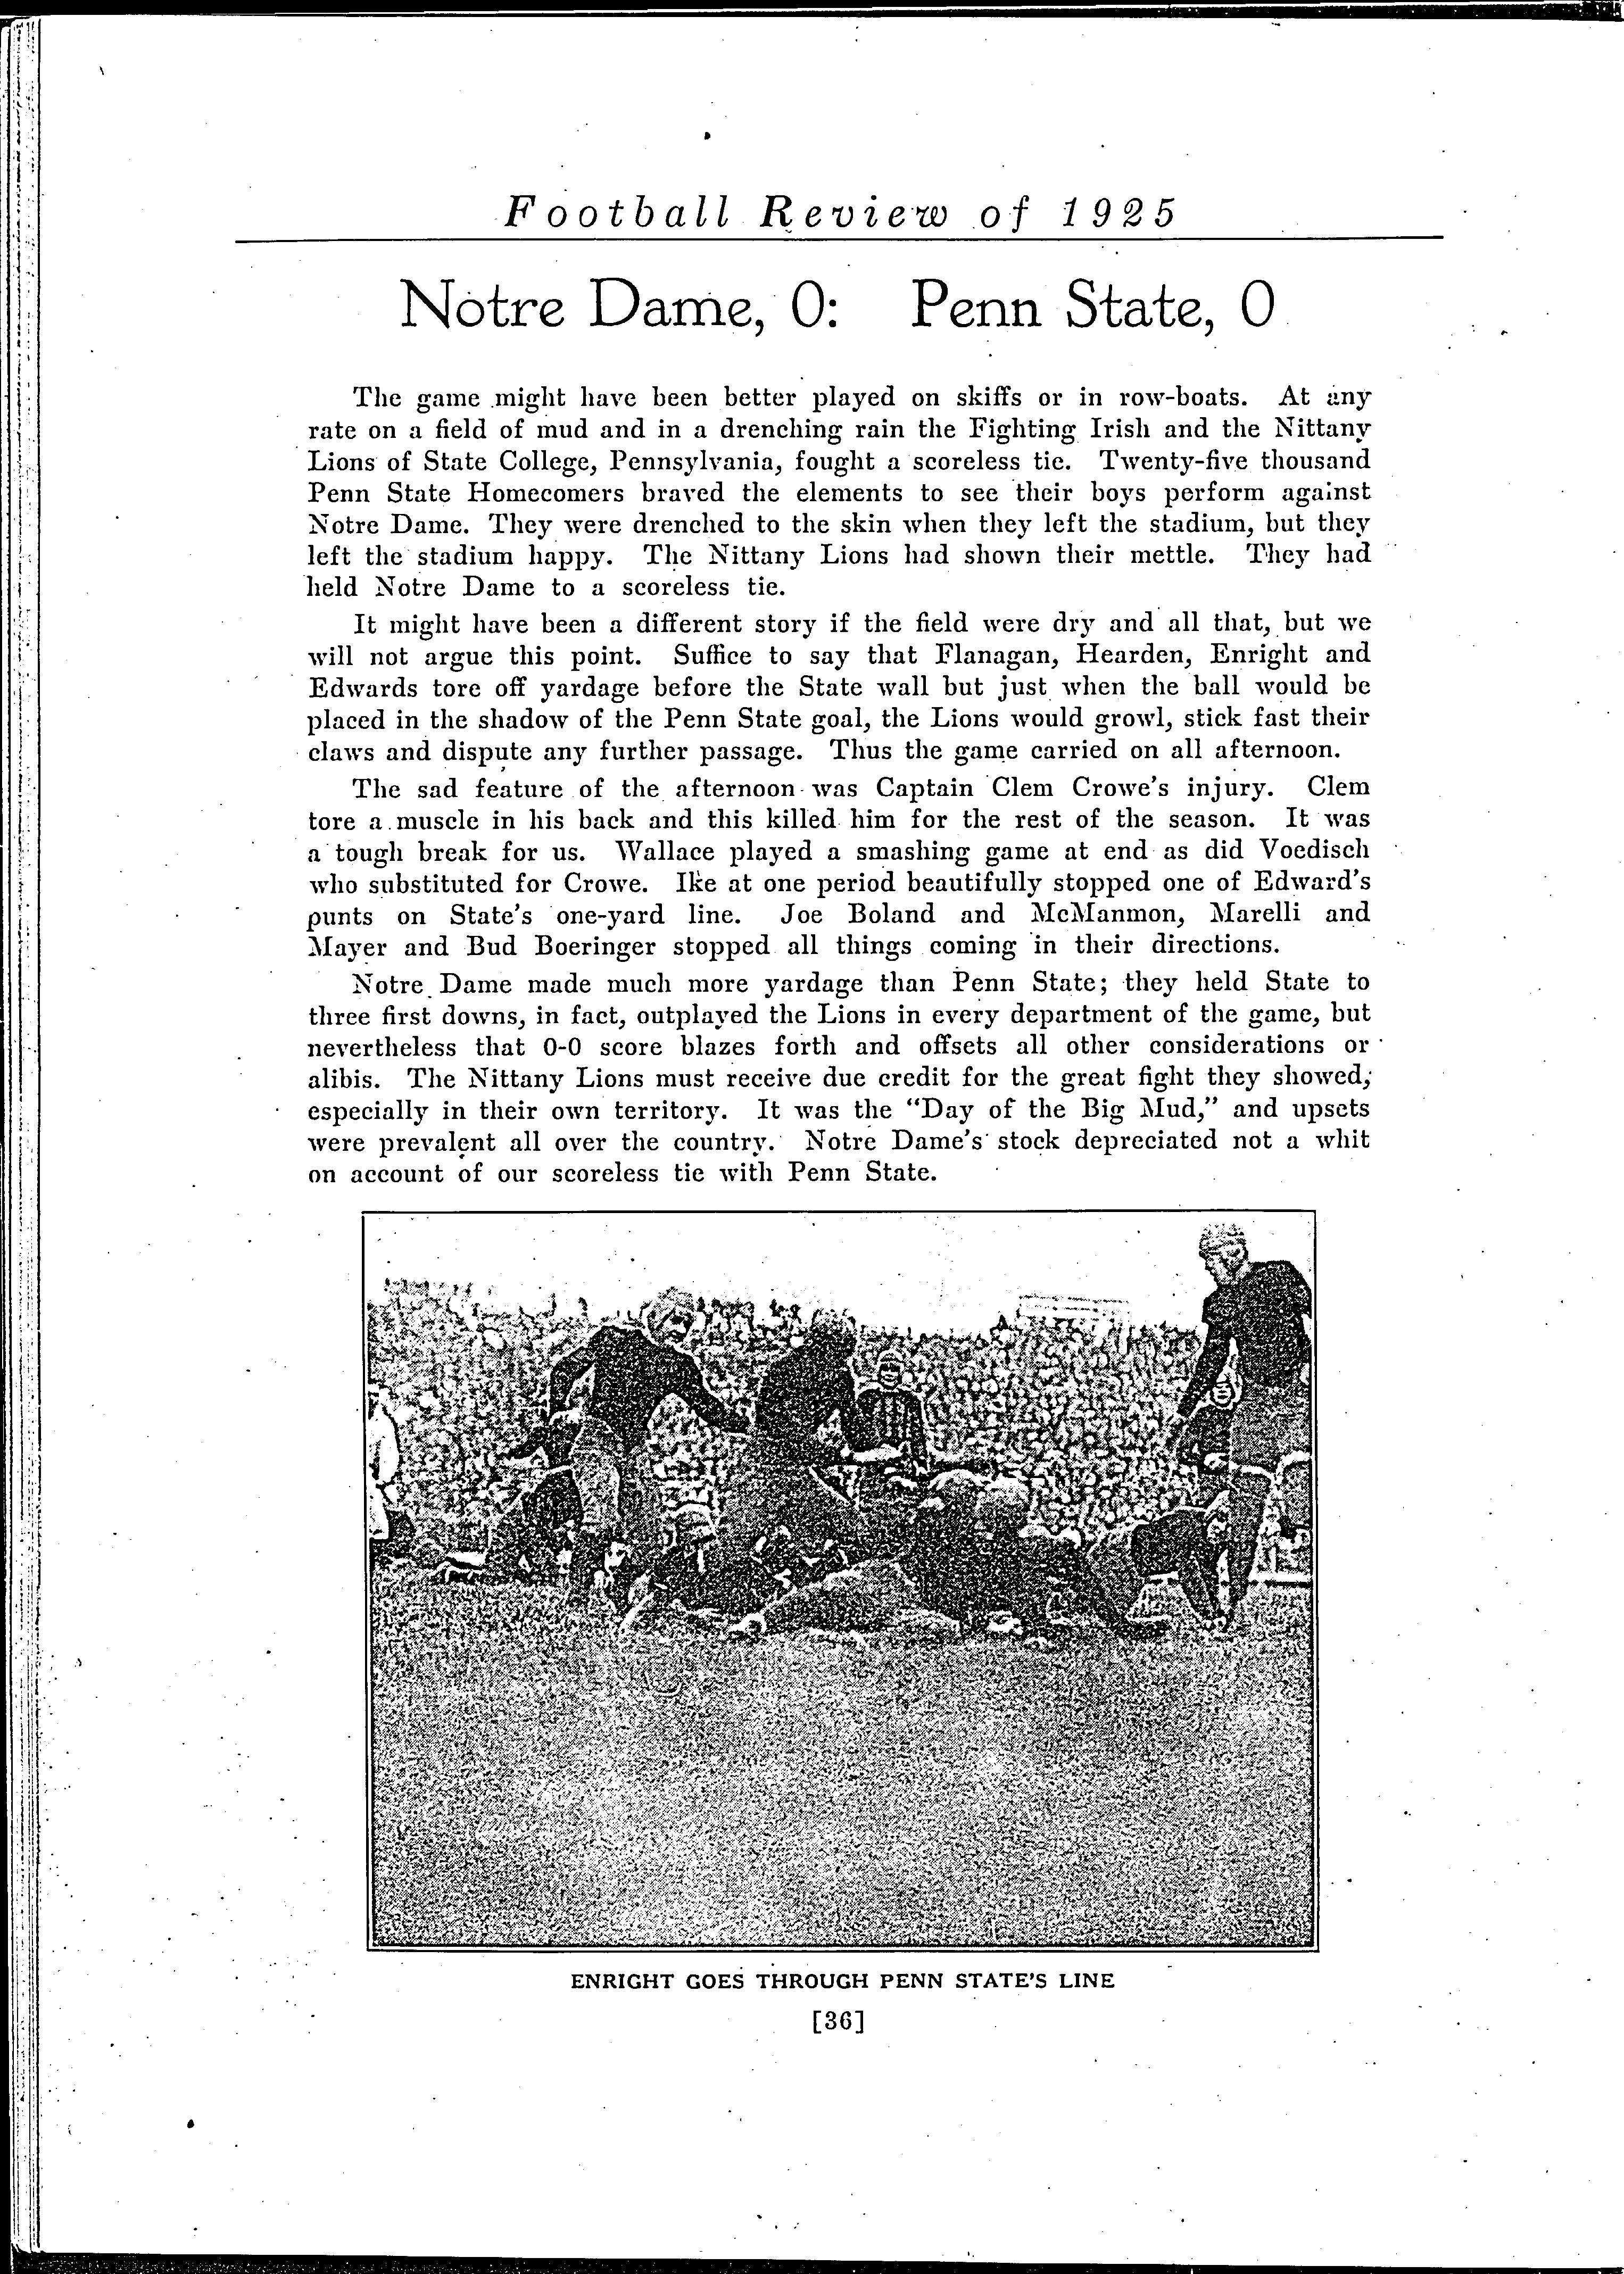 Football Review of 1925
Notre Dame, 0: Penn State, 0
The game might have been better played on skiffs or in row-boats. At any
rate on a field of mud and in a drenching rain the Fighting Irish and the Nittany
Lions of State College, Pennsylvania, fought a scoreless tie. Twenty-five thousand
Penn State Homecomers braved the elements to see their boys perform against
Notre Dame. They were drenched to the skin when they left the stadium, but they
left the stadium happy. The Nittany Lions had shown their mettle. They had
held Notre Dame to a scoreless tie.
It might have been a different story if the field were dry and all that, but we
will not argue this point. Suffice to say that Flanagan, Hearden, Enright and
Edwards tore off yardage before the State wall but just when the ball would be
placed in the shadow of the Penn State goal, the Lions would growl, stick fast their
claws and dispute any further passage. Thus the game carried on all afternoon.
The sad feature of the afternoon was Captain Clem Crowe's injury. Clem
tore a muscle in his back and this killed him for the rest of the season. It was
a tough break for us. Wallace played a smashing game at end as did Voedisch
who substituted for Crowe. Ike at one period beautifully stopped one of Edward's
punts on State's one-yard line. Joe Boland and McManmon, Marelli and
Mayer and Bud Boeringer stopped all things coming in their directions.
Notre Dame made much more yardage than Penn State; they held State to
three first downs, in fact, outplayed the Lions in every department of the game, but
nevertheless that 0-0 score blazes forth and offsets all other considerations or
alibis. The Nittany Lions must receive due credit for the great fight they showed,
especially in their own territory. It was the "Day of the Big Mud," and upsets
were prevalent all over the country. Notre Dame's stock depreciated not a whit
on account of our scoreless tie with Penn State.
ENRIGHT GOES THROUGH PENN STATE'S LINE
[36]